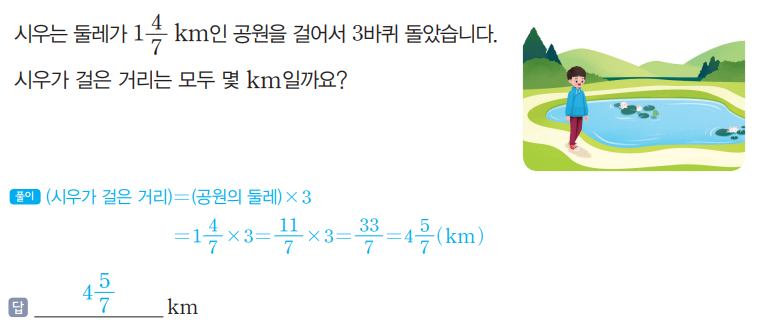 시우는 둘레가 1 4/7 km인 공원을 걸어서 3바퀴 돌았습니다.
시우가 걸은 거리는 모두 몇 km일까요?
풀이 (시우가 걸은 거리)=(공원의 둘레)×3
=1 4/7×3=11/7×3=33/7=4 5/7(km)
답 4 5/7 km